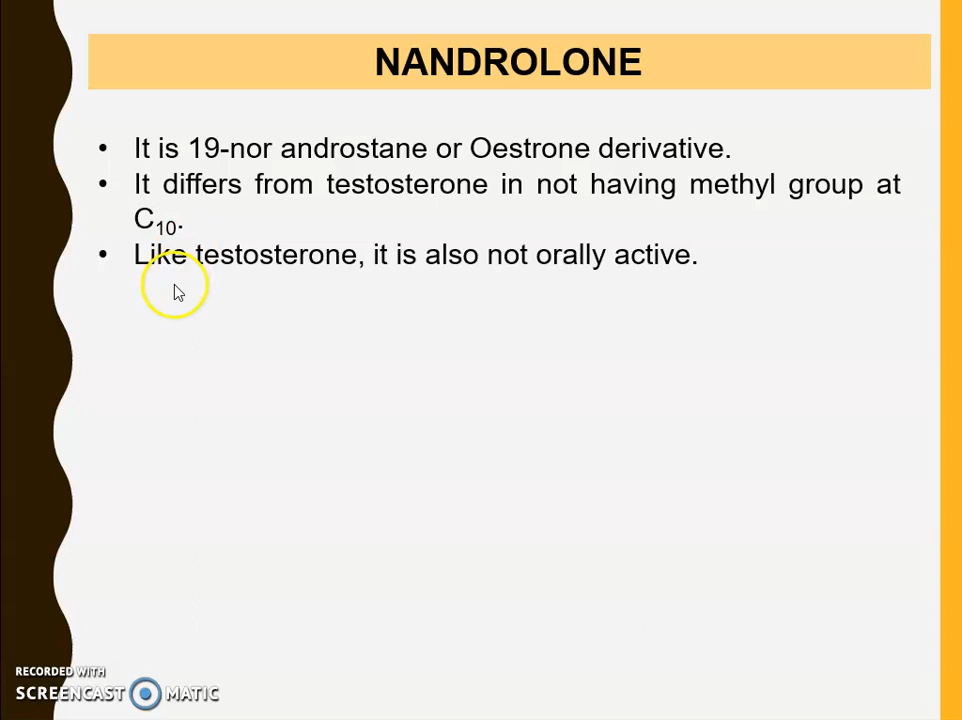 NANDROLONE
• It is 19-nor androstane or Oestrone derivative.
• It differs from testosterone in not having methyl group at
C₁₀.
• Like testosterone, it is also not orally active.
RECORDED WITH
SCREENCAST MATIC